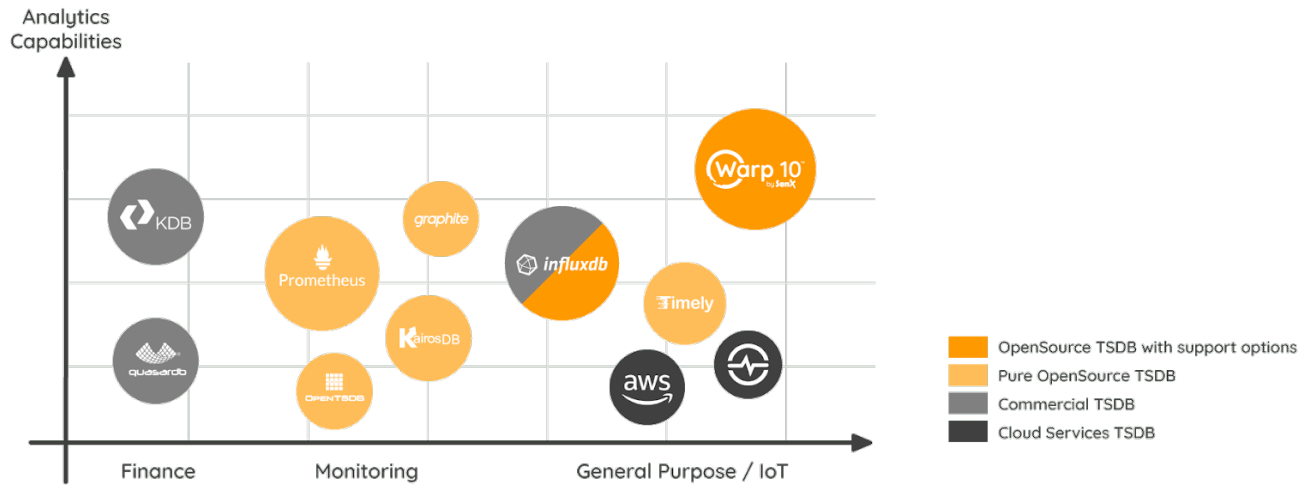 Analytics
Capabilities
KDB
quasardb
Prometheus
graphite
KairosDB
OPENTSDB
influxdb
Warp 10™
by SenX
Timely
aws
Finance
Monitoring
General Purpose / IoT
OpenSource TSDB with support options
Pure OpenSource TSDB
Commercial TSDB
Cloud Services TSDB